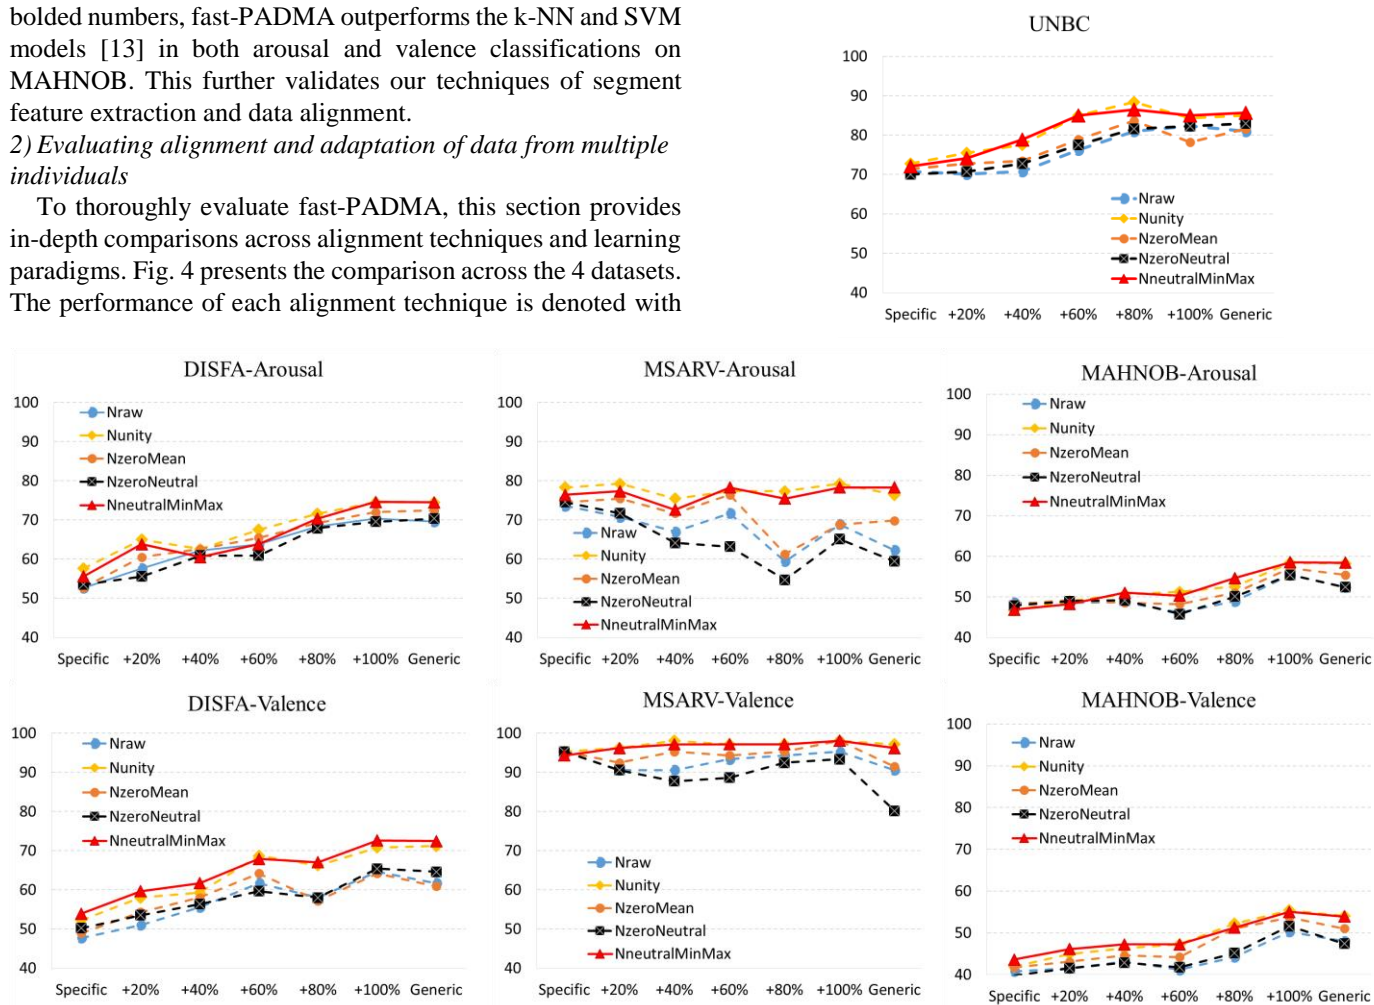 bolded numbers, fast-PADMA outperforms the k-NN and SVM
models [13] in both arousal and valence classifications on
MAHNOB. This further validates our techniques of segment
feature extraction and data alignment.
2) Evaluating alignment and adaptation of data from multiple
individuals
To thoroughly evaluate fast-PADMA, this section provides
in-depth comparisons across alignment techniques and learning
paradigms. Fig. 4 presents the comparison across the 4 datasets.
The performance of each alignment technique is denoted with
UNBC
100
90
80
70
60
50
40
Nraw
Nunity
NzeroMean
NzeroNeutral
NneutralMinMax
Specific +20% +40% +60% +80% +100% Generic
DISFA-Arousal
100
90
80
70
60
50
40
Nraw
Nunity
NzeroMean
NzeroNeutral
NneutralMinMax
Specific +20% +40% +60% +80% +100% Generic
MSARV-Arousal
100
90
80
70
60
50
40
Nraw
Nunity
NzeroMean
NzeroNeutral
NneutralMinMax
Specific +20% +40% +60% +80% +100% Generic
MAHNOB-Arousal
100
90
80
70
60
50
40
Nraw
Nunity
NzeroMean
NzeroNeutral
NneutralMinMax
Specific +20% +40% +60% +80% +100% Generic
DISFA-Valence
100
90
80
70
60
50
40
Nraw
Nunity
NzeroMean
NzeroNeutral
NneutralMinMax
Specific +20% +40% +60% +80% +100% Generic
MSARV-Valence
100
90
80
70
60
50
40
Nraw
Nunity
NzeroMean
NzeroNeutral
NneutralMinMax
Specific +20% +40% +60% +80% +100% Generic
MAHNOB-Valence
100
90
80
70
60
50
40
Nraw
Nunity
NzeroMean
NzeroNeutral
NneutralMinMax
Specific +20% +40% +60% +80% +100% Generic